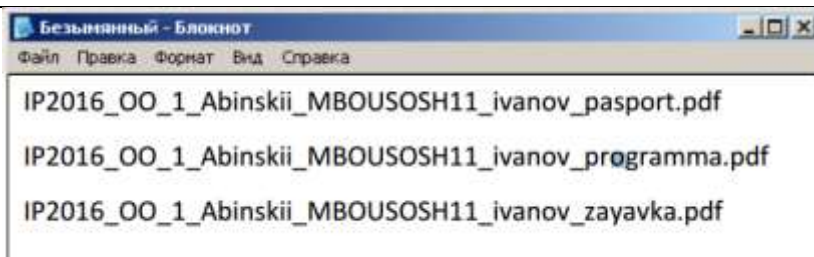 Безымянный - Блокнот
Файл Правка Формат Вид Справка
IP2016_OO_1_Abinskii_MBOUSOSH11_ivanov_pasport.pdf
IP2016_OO_1_Abinskii_MBOUSOSH11_ivanov_programma.pdf
IP2016_OO_1_Abinskii_MBOUSOSH11_ivanov_zayavka.pdf